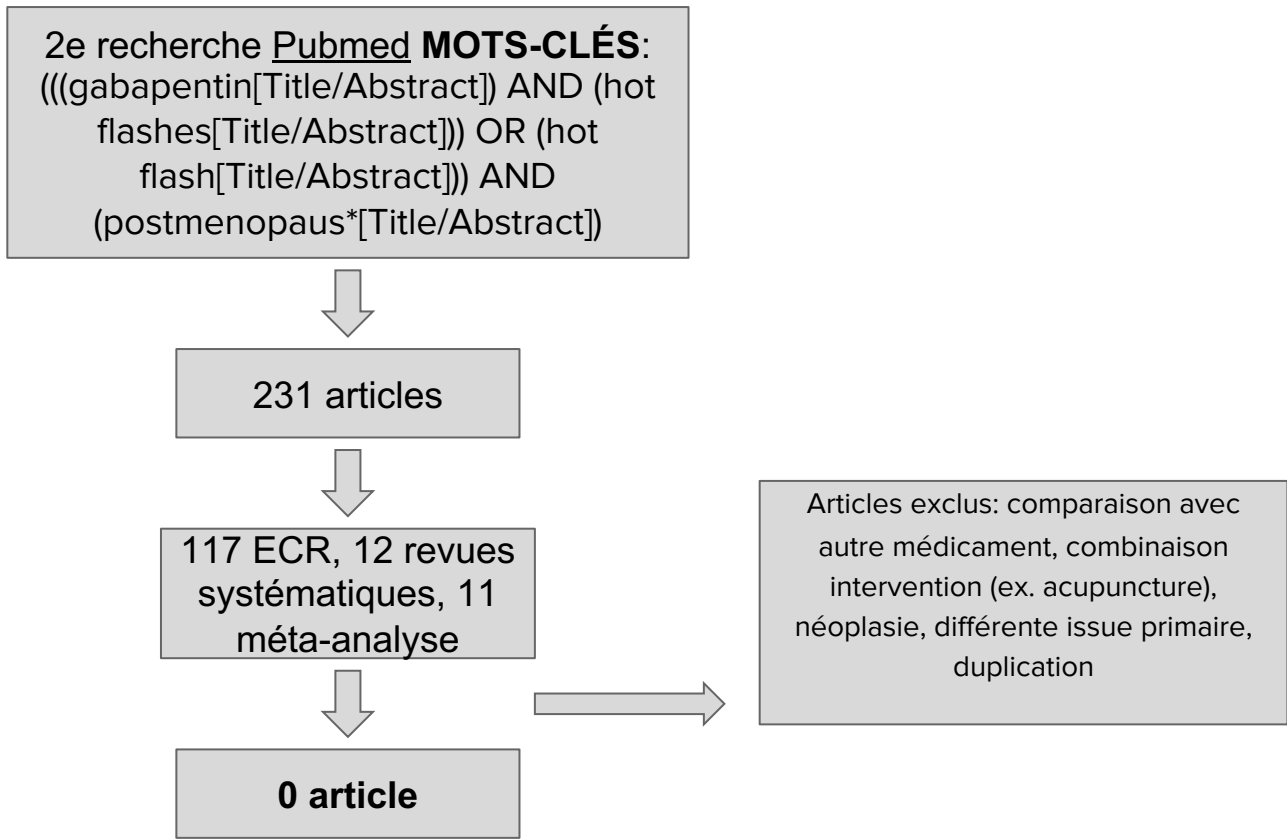 2e recherche Pubmed MOTS-CLÉS:
(((gabapentin[Title/Abstract]) AND (hot
flashes[Title/Abstract])) OR (hot
flash[Title/Abstract])) AND
(postmenopaus*[Title/Abstract])
231 articles
117 ECR, 12 revues
systématiques, 11
méta-analyse
Articles exclus: comparaison avec
autre médicament, combinaison
intervention (ex. acupuncture),
néoplasie, différente issue primaire,
duplication
0 article